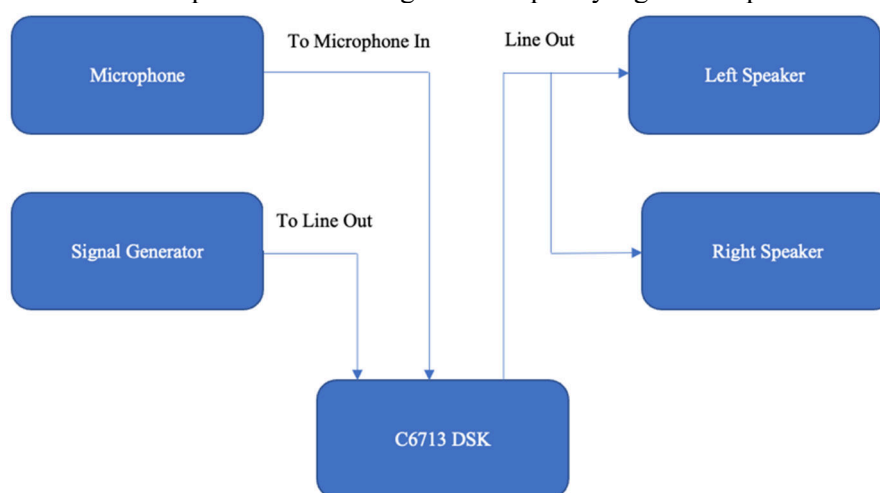 To Microphone In
Line Out
Microphone
Left Speaker
To Line Out
Signal Generator
Right Speaker
C6713 DSK